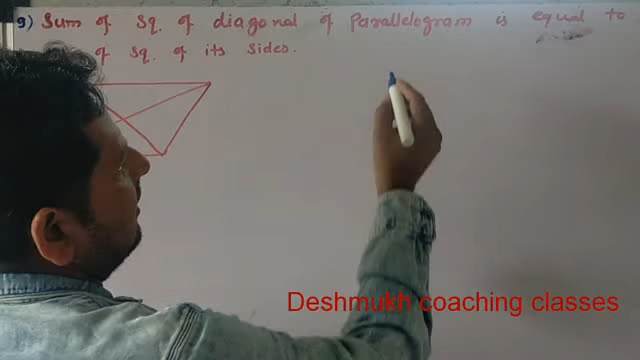 9) Sum of sq. of diagonal of parallelogram is equal to
of sq. of its sides.
Deshmukh coaching classes